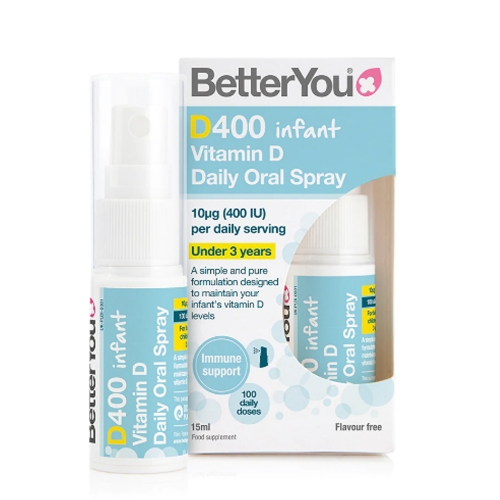 BetterYou®
D400 infant
Vitamin D
Daily Oral Spray
10µg (400 IU)
per daily serving
Under 3 years
A simple and pure
formulation designed
to maintain your
infant's vitamin D
levels
Immune
support
100
daily
doses
15ml
Food supplement
Flavour free
BetterYou
D400 infant
Vitamin D
Daily Oral Spray